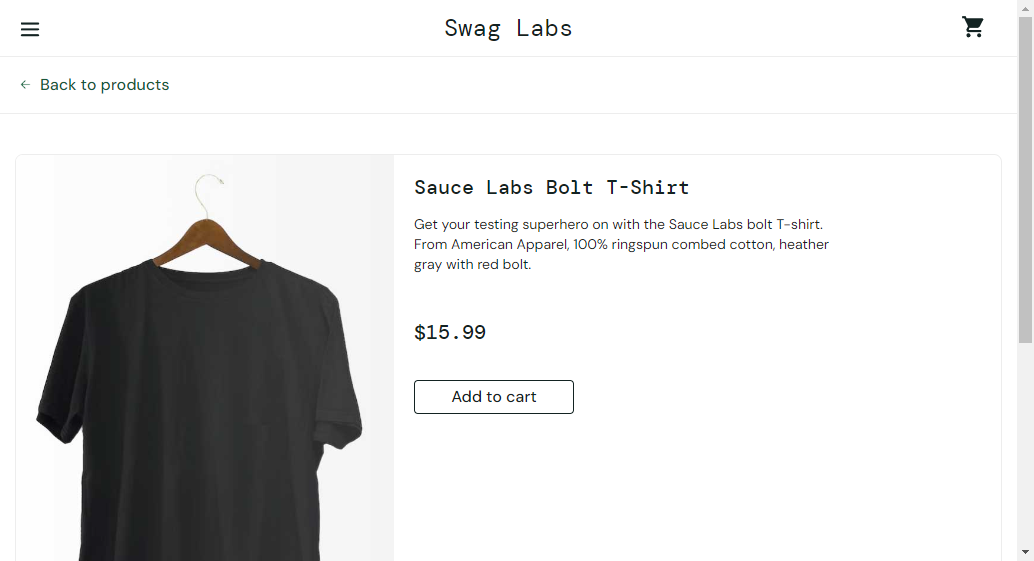 Swag Labs
Back to products
Sauce Labs Bolt T-Shirt
Get your testing superhero on with the Sauce Labs bolt T-shirt.
From American Apparel, 100% ringspun combed cotton, heather
gray with red bolt.
$15.99
Add to cart